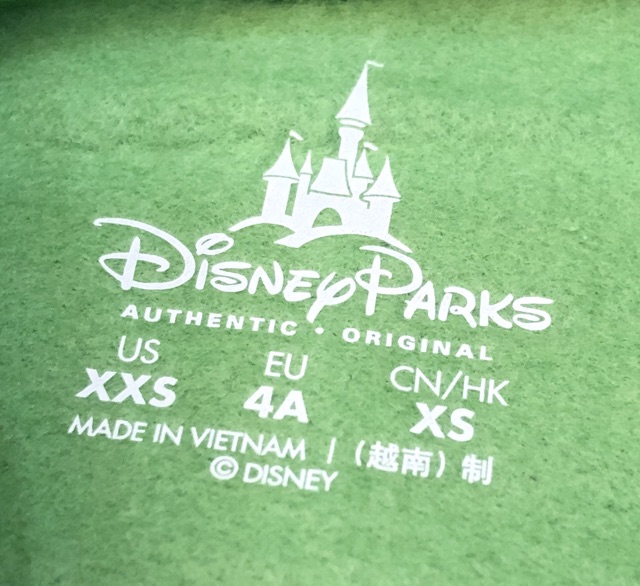 Disney Parks
AUTHENTIC • ORIGINAL
US EU CN/HK
XXS 4A XS
MADE IN VIETNAM | (越南) 制
© DISNEY